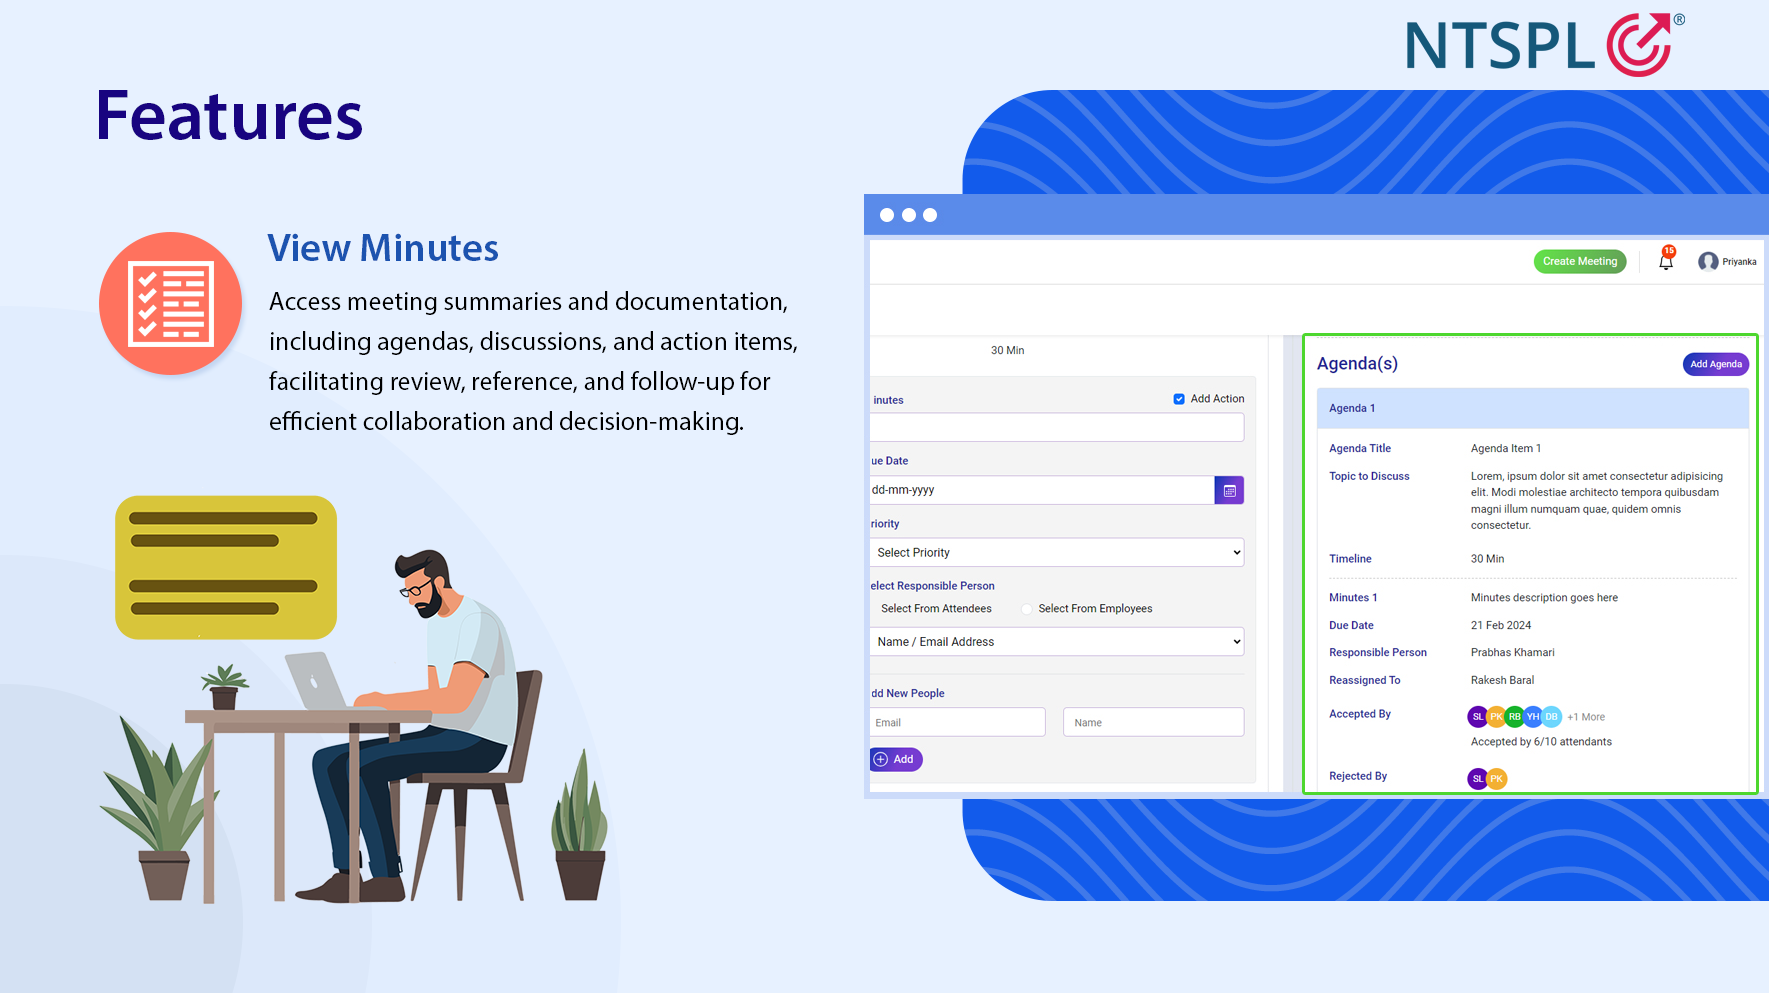 NTSPL®
Features
View Minutes
Access meeting summaries and documentation,
including agendas, discussions, and action items,
facilitating review, reference, and follow-up for
efficient collaboration and decision-making.
Create Meeting
15
Priyanka
30 Min
inutes
Add Action
ue Date
dd-mm-yyyy
riority
Select Priority
elect Responsible Person
Select From Attendees
Select From Employees
Name / Email Address
dd New People
Email
Name
Add
Agenda(s)
Add Agenda
Agenda 1
Agenda Title
Agenda Item 1
Topic to Discuss
Lorem, ipsum dolor sit amet consectetur adipisicing
elit. Modi molestiae architecto tempora quibusdam
magni illum numquam quae, quidem omnis
consectetur.
Timeline
30 Min
Minutes 1
Minutes description goes here
Due Date
21 Feb 2024
Responsible Person
Prabhas Khamari
Reassigned To
Rakesh Baral
Accepted By
SL PK RB YH DB +1 More
Accepted by 6/10 attendants
Rejected By
SL PK